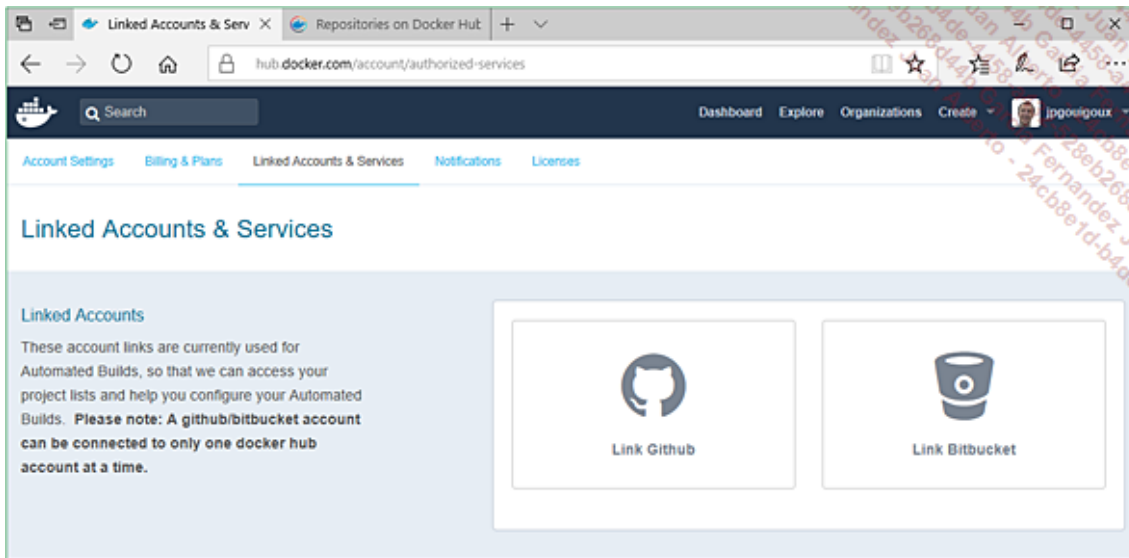 Linked Accounts & Serv
Repositories on Docker Hub
hub.docker.com/account/authorized-services
Search
Dashboard Explore Organizations Create jpgouigoux
Account Settings Billing & Plans Linked Accounts & Services Notifications Licenses
Linked Accounts & Services
Linked Accounts
These account links are currently used for
Automated Builds, so that we can access your
project lists and help you configure your Automated
Builds. Please note: A github/bitbucket account
can be connected to only one docker hub
account at a time.
Link Github
Link Bitbucket